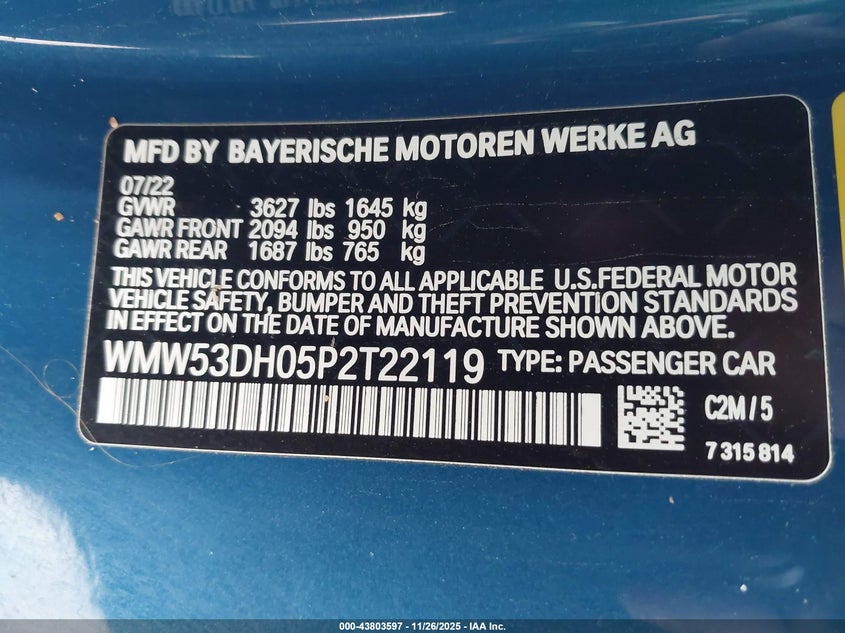 MFD BY BAYERISCHE MOTOREN WERKE AG
07/22
GVWR 3627 lbs 1645 kg
GAWR FRONT 2094 lbs 950 kg
GAWR REAR 1687 lbs 765 kg
THIS VEHICLE CONFORMS TO ALL APPLICABLE U.S.FEDERAL MOTOR
VEHICLE SAFETY, BUMPER AND THEFT PREVENTION STANDARDS
IN EFFECT ON THE DATE OF MANUFACTURE SHOWN ABOVE.
WMW53DH05P2T22119 TYPE: PASSENGER CAR
C2M / 5
7 315 814
000-43803597 - 11/26/2025 - IAA Inc.